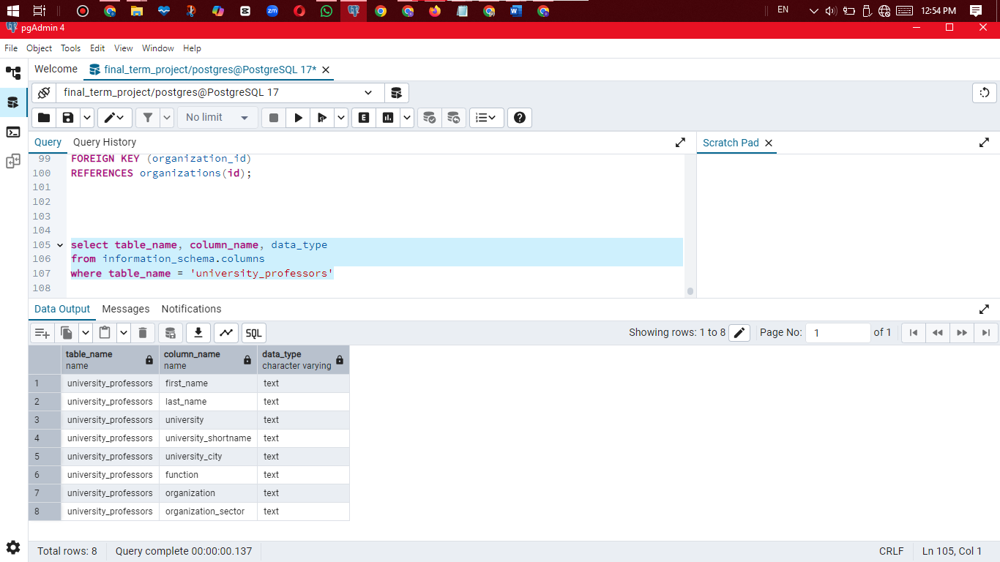 EN
12:54 PM
pgAdmin 4
File Object Tools Edit View Window Help
Welcome
final_term_project/postgres@PostgreSQL 17*
final_term_project/postgres@PostgreSQL 17
No limit
Query Query History
Scratch Pad
99 FOREIGN KEY (organization_id)
100 REFERENCES organizations(id);
101
102
103
104
105 select table_name, column_name, data_type
106 from information_schema.columns
107 where table_name = 'university_professors'
108
Data Output Messages Notifications
SQL
Showing rows: 1 to 8
Page No: 1 of 1
table_name column_name data_type
name name character varying
1 university_professors first_name text
2 university_professors last_name text
3 university_professors university text
4 university_professors university_shortname text
5 university_professors university_city text
6 university_professors function text
7 university_professors organization text
8 university_professors organization_sector text
Total rows: 8 Query complete 00:00:00.137 CRLF Ln 105, Col 1